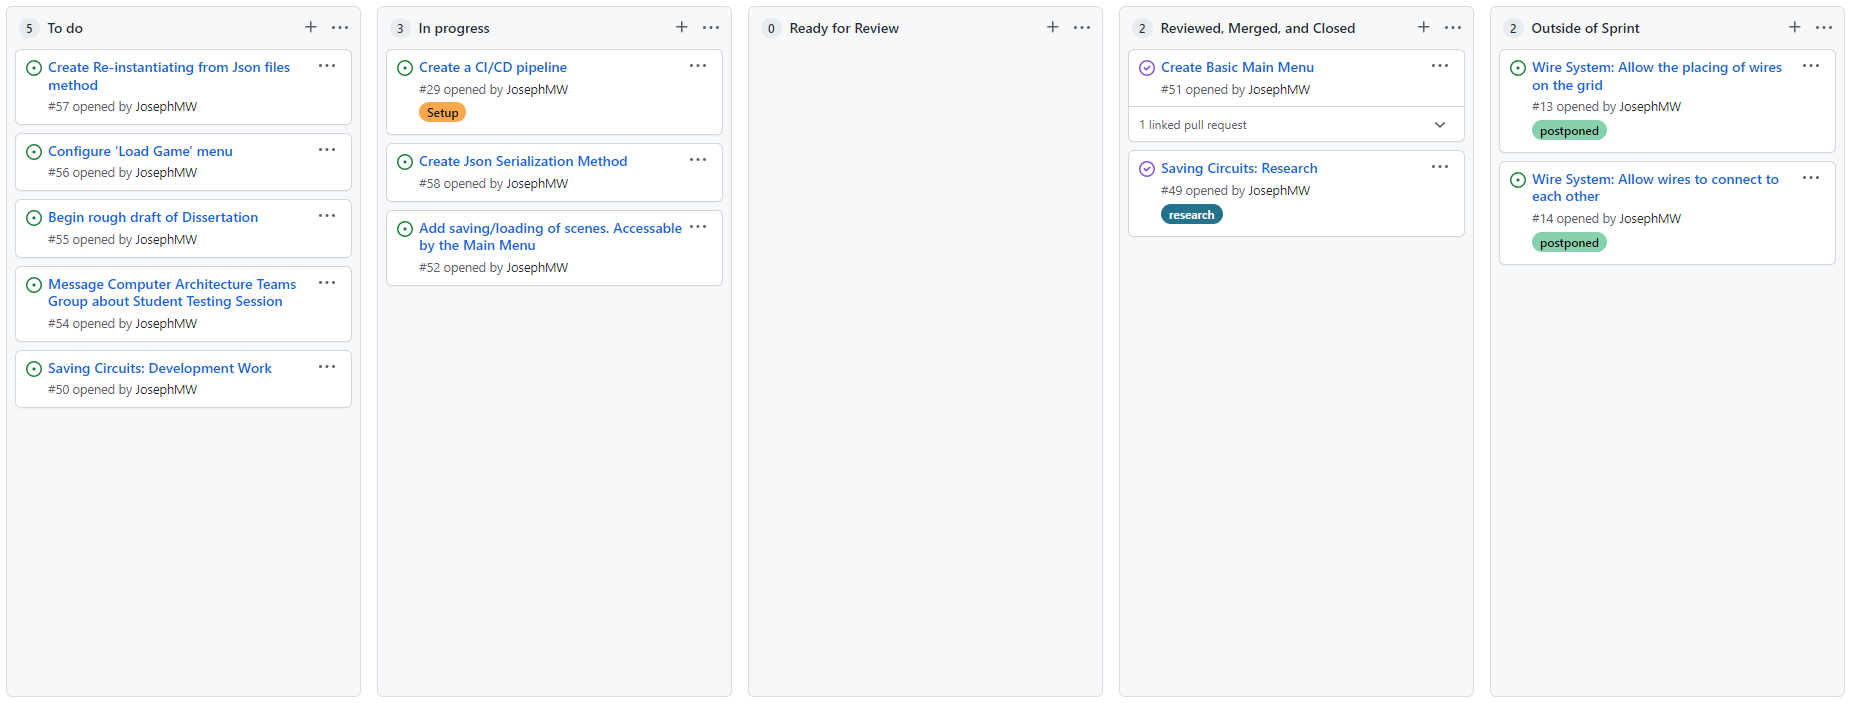 5 To do
Create Re-instantiating from Json files
method
#57 opened by JosephMW
Configure 'Load Game' menu
#56 opened by JosephMW
Begin rough draft of Dissertation
#55 opened by JosephMW
Message Computer Architecture Teams
Group about Student Testing Session
#54 opened by JosephMW
Saving Circuits: Development Work
#50 opened by JosephMW
3 In progress
Create a CI/CD pipeline
#29 opened by JosephMW
Setup
Create Json Serialization Method
#58 opened by JosephMW
Add saving/loading of scenes. Accessable
by the Main Menu
#52 opened by JosephMW
0 Ready for Review
2 Reviewed, Merged, and Closed
Create Basic Main Menu
#51 opened by JosephMW
1 linked pull request
Saving Circuits: Research
#49 opened by JosephMW
research
2 Outside of Sprint
Wire System: Allow the placing of wires
on the grid
#13 opened by JosephMW
postponed
Wire System: Allow wires to connect to
each other
#14 opened by JosephMW
postponed